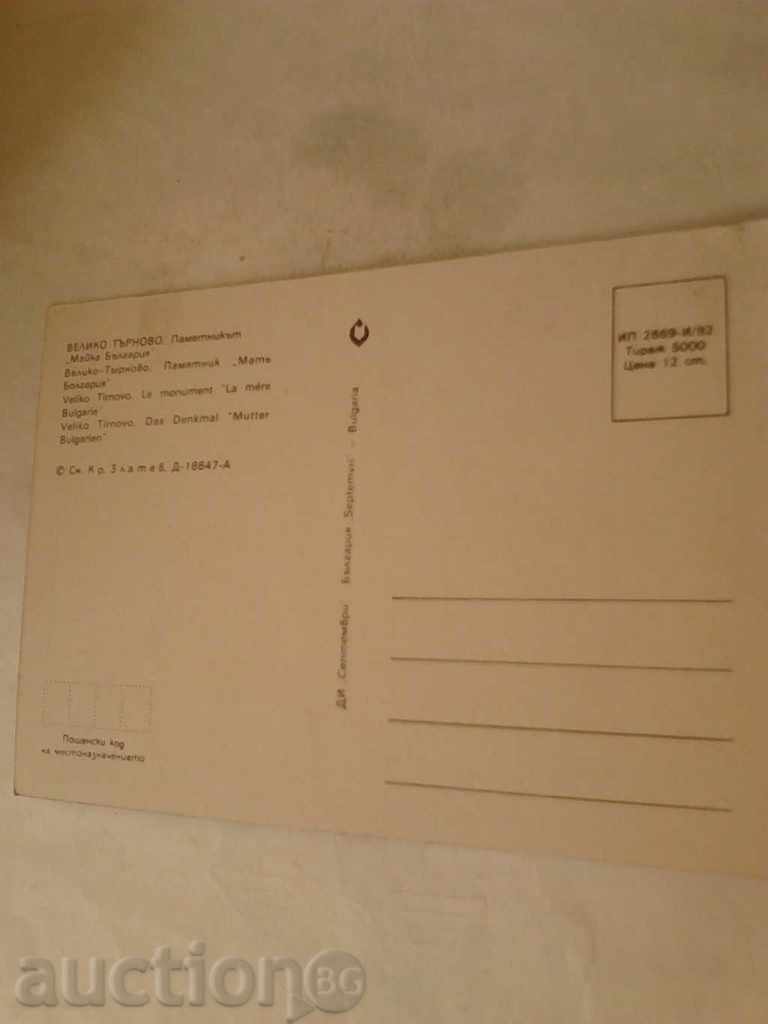 ВЕЛИКО ТЪРНОВО. Паметникът
„Майка България"
Велико-Тырново. Памятник „Мать
Болгария"
Veliko Tirnovo. Le monument "La mére
Bulgarie"
Veliko Tirnovo. Das Denkmal "Mutter
Bulgarien"
© Сн. Кр. Златев, Д-18647-А
Пощенски код
на местоназначението
ДИ „Септември" България „Septemvri" – Bulgaria
ИП 2669-И/82
Тираж 5000
Цена 12 ст.
auctionBG